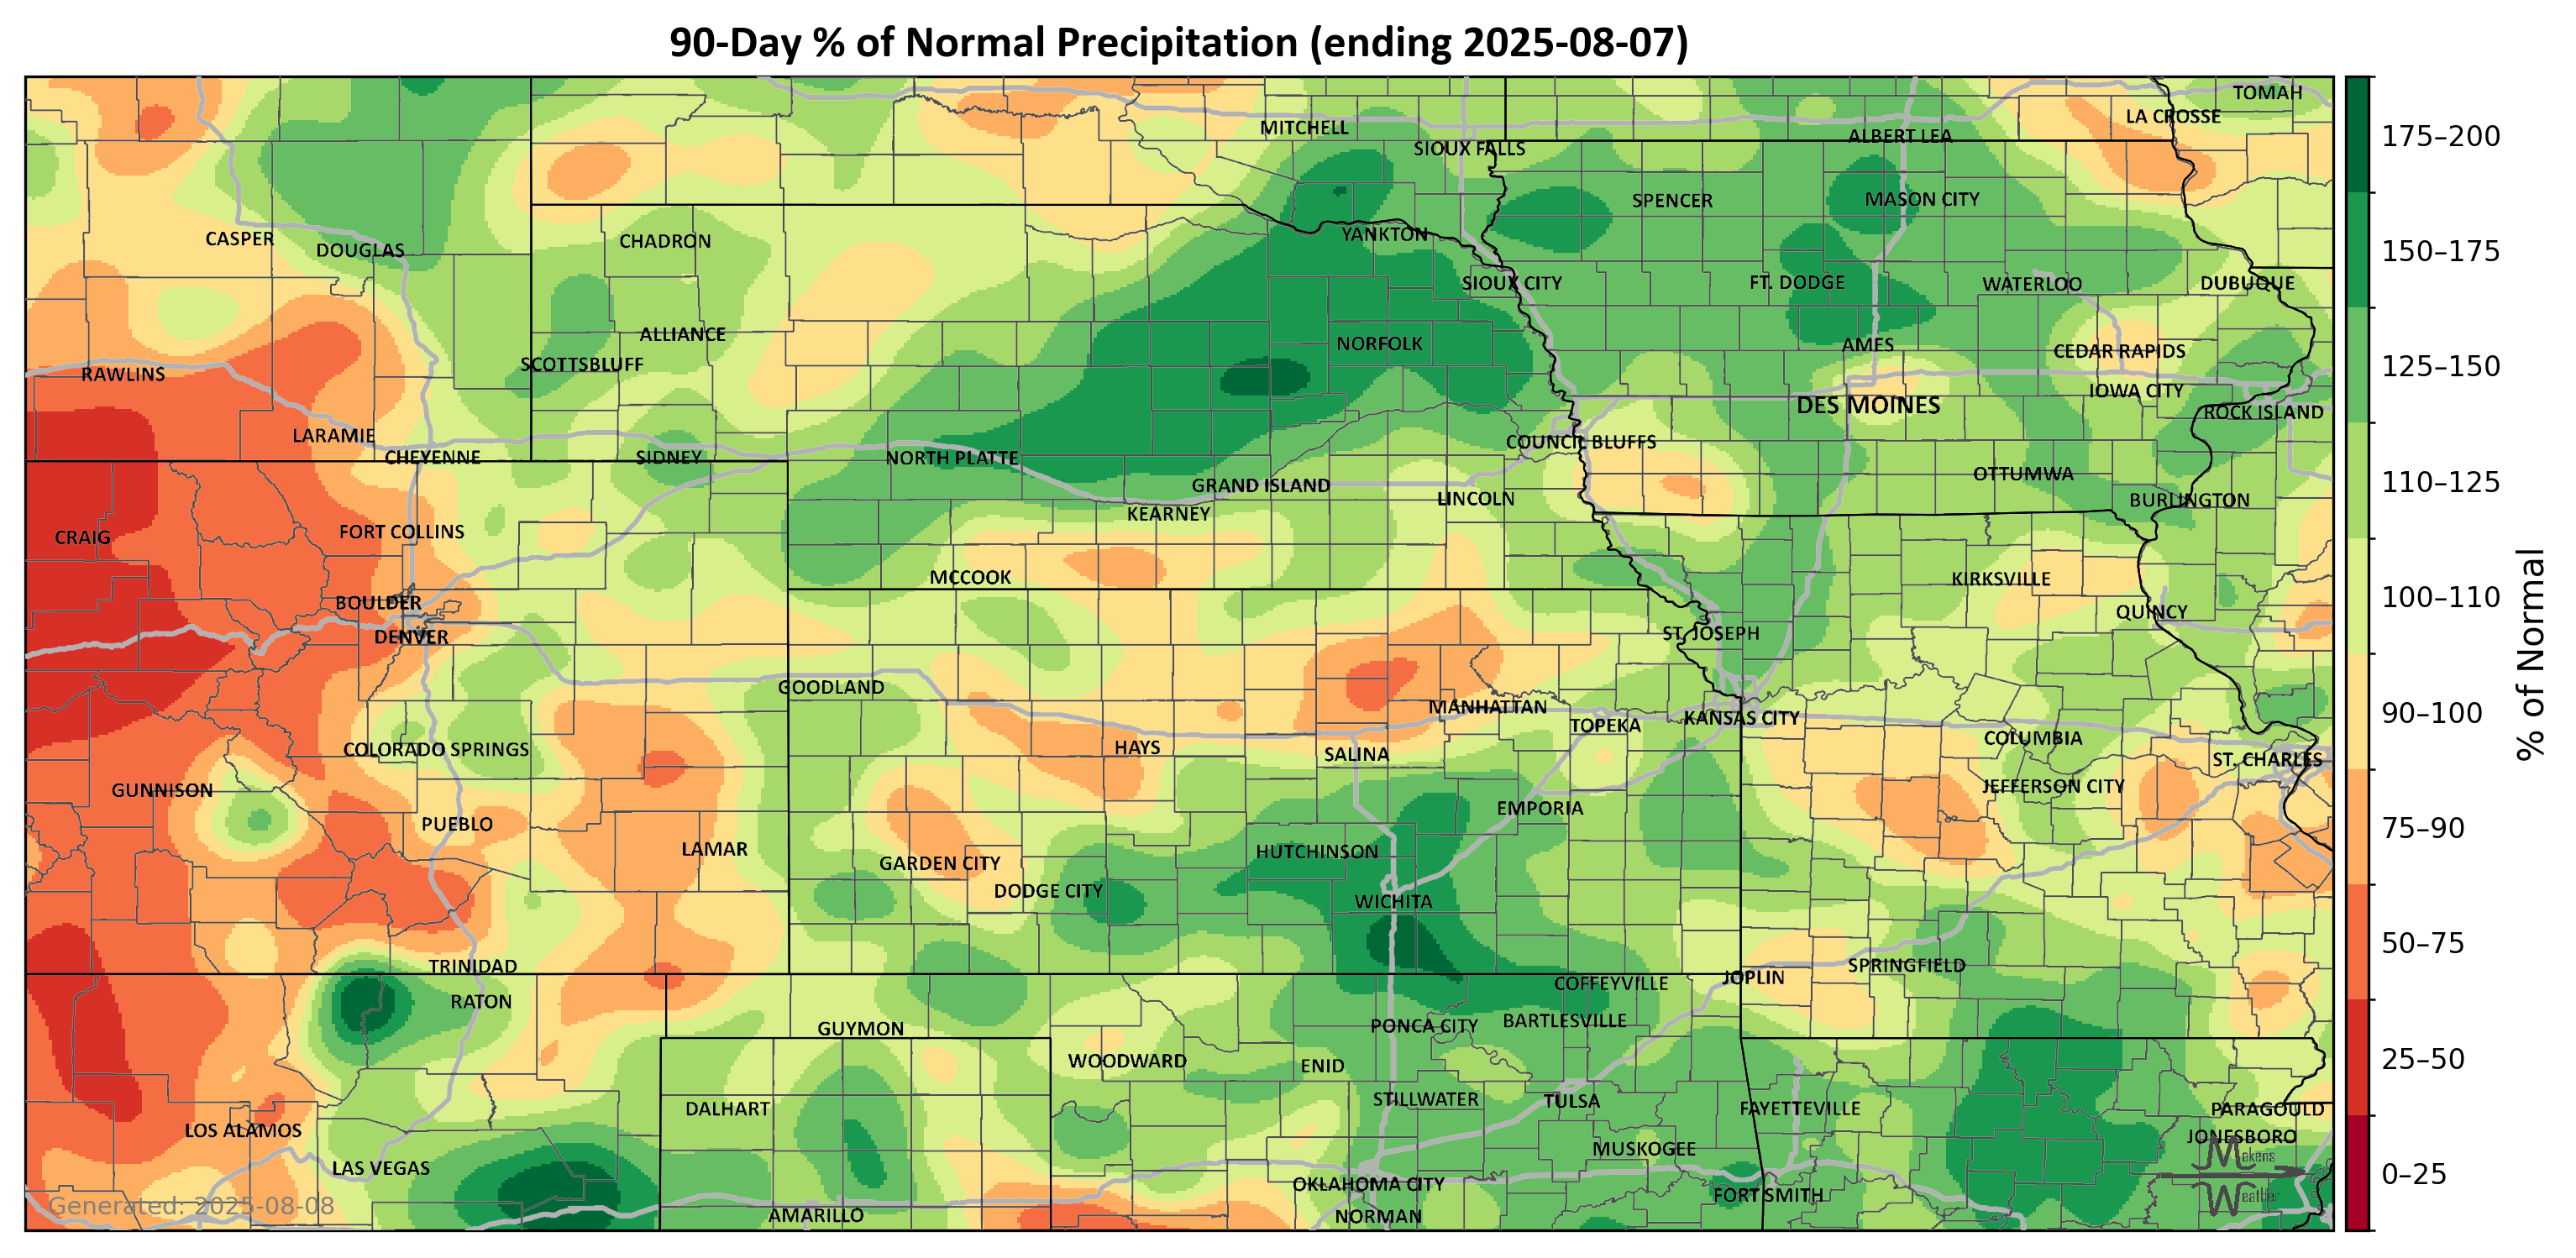 90-Day % of Normal Precipitation (ending 2025-08-07)
TOMAH
LA CROSSE
MITCHELL
ALBERT LEA
SIOUX FALLS
SPENCER
MASON CITY
YANKTON
CASPER
CHADRON
DOUGLAS
SIOUX CITY
FT. DODGE
WATERLOO
DUBUQUE
ALLIANCE
NORFOLK
AMES
CEDAR RAPIDS
SCOTTSBLUFF
RAWLINS
IOWA CITY
DES MOINES
ROCK ISLAND
LARAMIE
COUNCIL BLUFFS
CHEYENNE
SIDNEY
NORTH PLATTE
OTTUMWA
GRAND ISLAND
LINCOLN
BURLINGTON
KEARNEY
FORT COLLINS
CRAIG
MCCOOK
KIRKSVILLE
BOULDER
QUINCY
DENVER
ST. JOSEPH
GOODLAND
MANHATTAN
KANSAS CITY
TOPEKA
COLUMBIA
COLORADO SPRINGS
HAYS
SALINA
ST. CHARLES
GUNNISON
JEFFERSON CITY
EMPORIA
PUEBLO
LAMAR
HUTCHINSON
GARDEN CITY
DODGE CITY
WICHITA
TRINIDAD
SPRINGFIELD
JOPLIN
COFFEYVILLE
RATON
BARTLESVILLE
GUYMON
PONCA CITY
WOODWARD
ENID
STILLWATER
TULSA
DALHART
FAYETTEVILLE
PARAGOULD
LOS ALAMOS
JONESBORO
MUSKOGEE
LAS VEGAS
OKLAHOMA CITY
FORT SMITH
AMARILLO
NORMAN
Generated: 2025-08-08
Makens
Weather
175–200
150–175
125–150
110–125
100–110
90–100
75–90
50–75
25–50
0–25
% of Normal